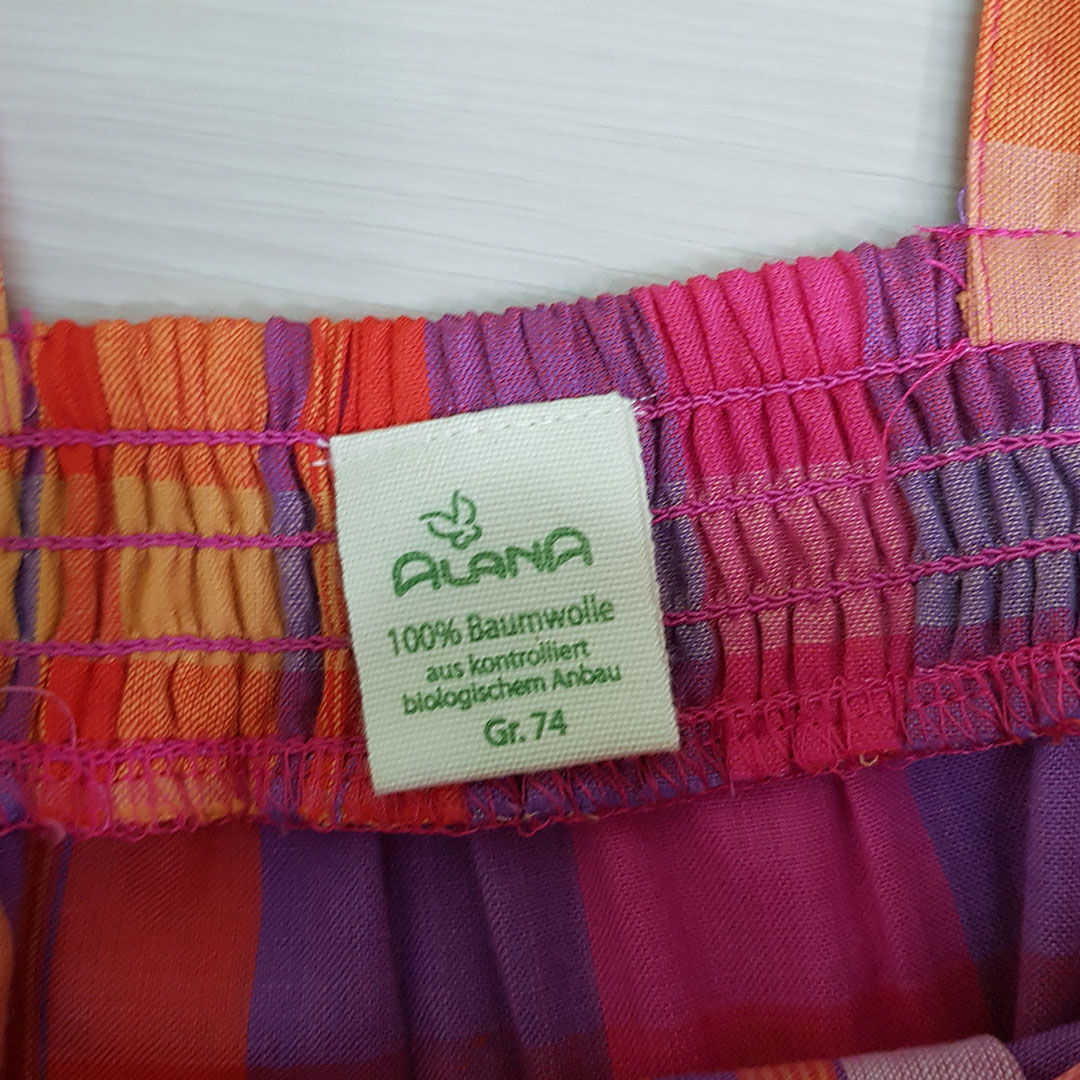 ALANA
100% Baumwolle
aus kontrolliert
biologischem Anbau
Gr. 74